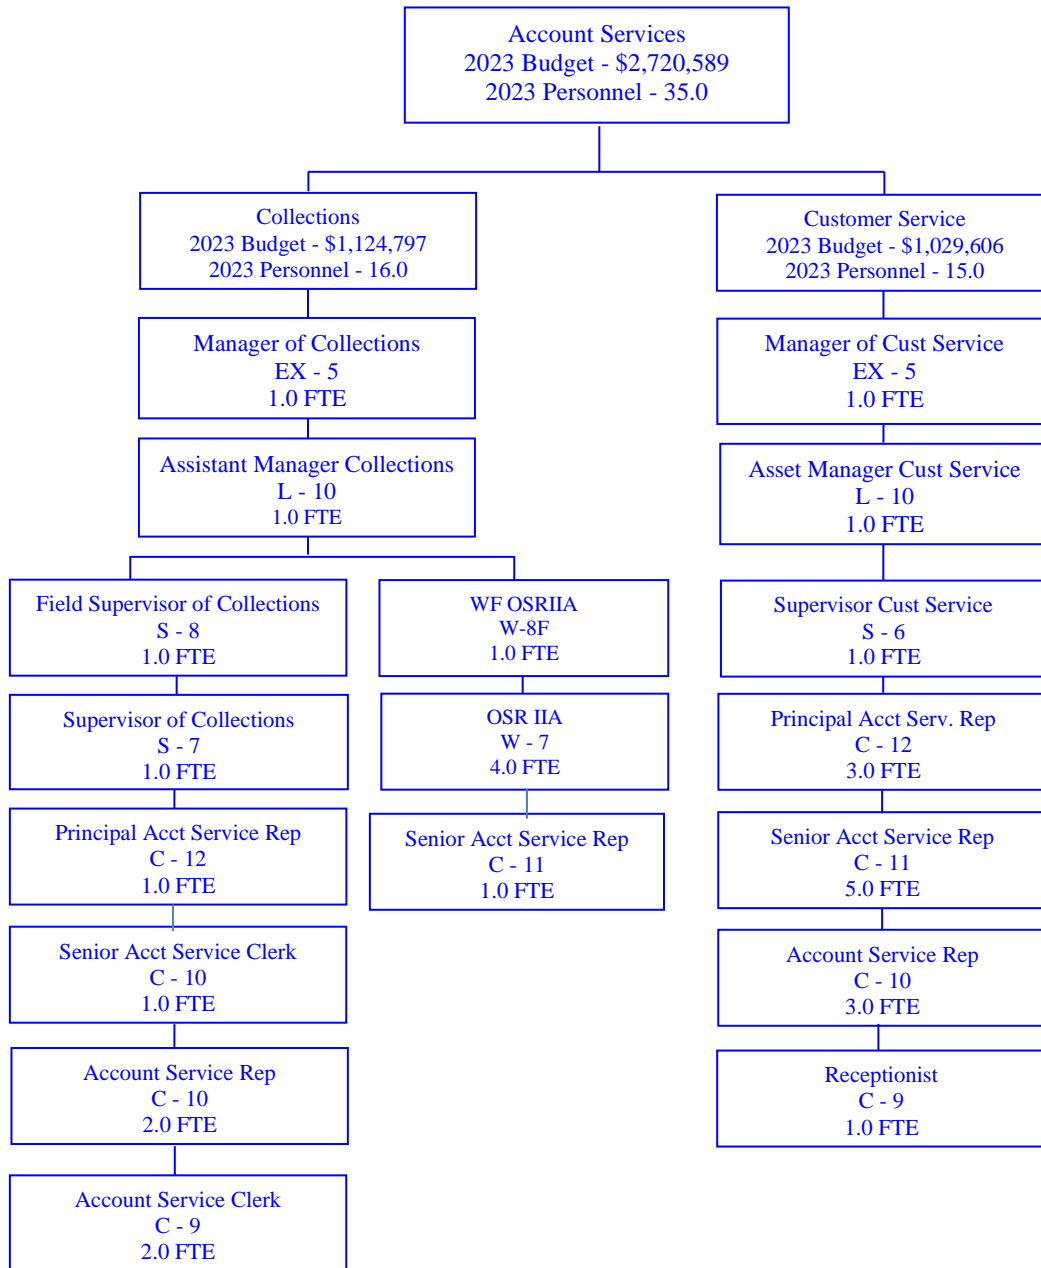 Account Services
2023 Budget - $2,720,589
2023 Personnel - 35.0
Collections
2023 Budget - $1,124,797
2023 Personnel - 16.0
Customer Service
2023 Budget - $1,029,606
2023 Personnel - 15.0
Manager of Collections
EX - 5
1.0 FTE
Manager of Cust Service
EX - 5
1.0 FTE
Assistant Manager Collections
L - 10
1.0 FTE
Asset Manager Cust Service
L - 10
1.0 FTE
Field Supervisor of Collections
S - 8
1.0 FTE
WF OSRIIA
W-8F
1.0 FTE
Supervisor Cust Service
S - 6
1.0 FTE
Supervisor of Collections
S - 7
1.0 FTE
OSR IIA
W - 7
4.0 FTE
Principal Acct Serv. Rep
C - 12
3.0 FTE
Principal Acct Service Rep
C - 12
1.0 FTE
Senior Acct Service Rep
C - 11
1.0 FTE
Senior Acct Service Rep
C - 11
5.0 FTE
Senior Acct Service Clerk
C - 10
1.0 FTE
Account Service Rep
C - 10
3.0 FTE
Account Service Rep
C - 10
2.0 FTE
Receptionist
C - 9
1.0 FTE
Account Service Clerk
C - 9
2.0 FTE